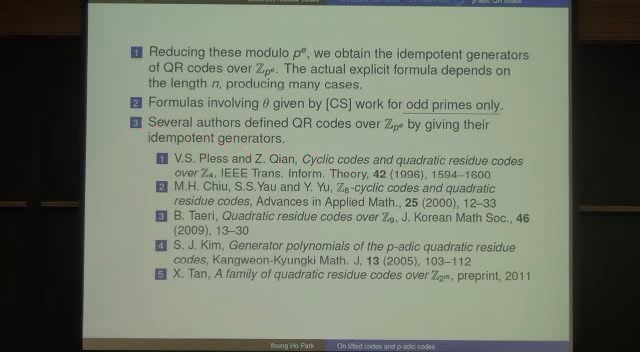 p-adic QR codes
1 Reducing these modulo pᵉ, we obtain the idempotent generators
of QR codes over ℤ_pᵉ. The actual explicit formula depends on
the length n, producing many cases.
2 Formulas involving θ given by [CS] work for odd primes only.
3 Several authors defined QR codes over ℤ_pᵉ by giving their
idempotent generators.
1 V.S. Pless and Z. Qian, Cyclic codes and quadratic residue codes
over ℤ₄, IEEE Trans. Inform. Theory, 42 (1996), 1594–1600
2 M.H. Chiu, S.S.Yau and Y. Yu, ℤ₈-cyclic codes and quadratic
residue codes, Advances in Applied Math., 25 (2000), 12–33
3 B. Taeri, Quadratic residue codes over ℤ₉, J. Korean Math Soc., 46
(2009), 13–30
4 S. J. Kim, Generator polynomials of the p-adic quadratic residue
codes, Kangweon-Kyungki Math. J, 13 (2005), 103–112
5 X. Tan, A family of quadratic residue codes over ℤ₂ᵐ, preprint, 2011
Young Ho Park On lifted codes and p-adic codes